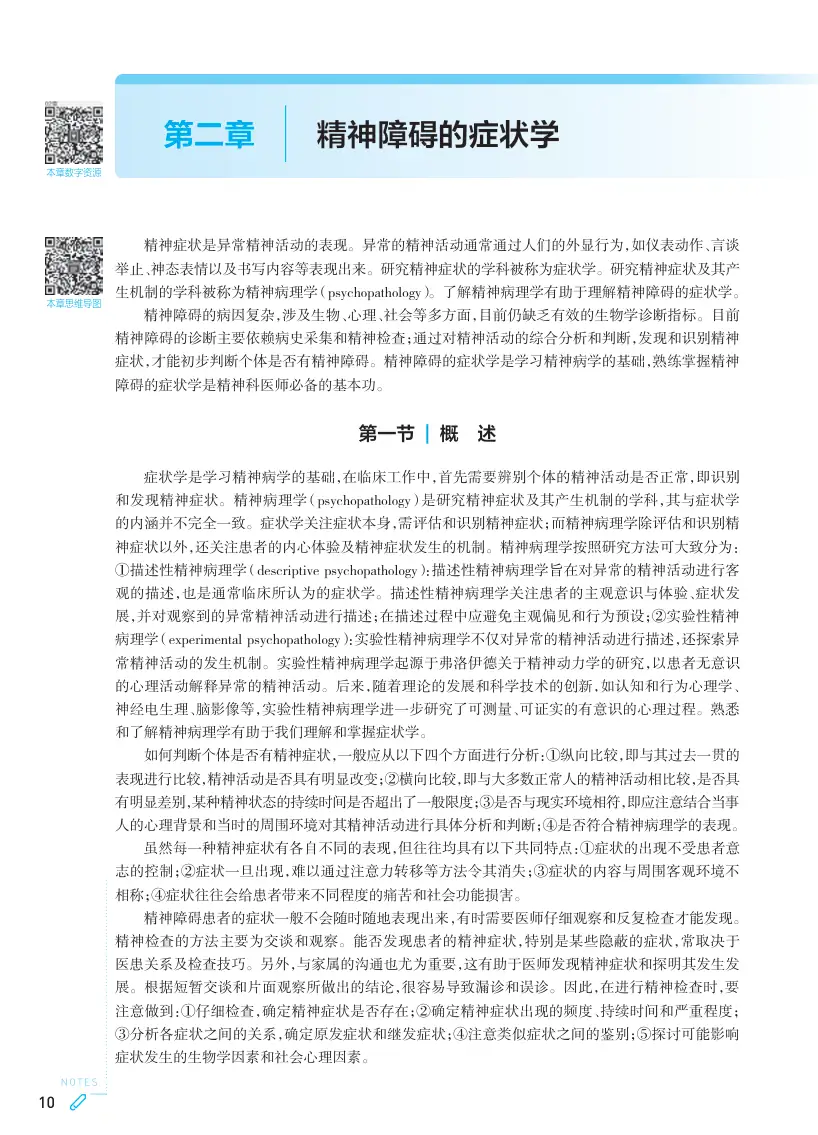 第二章
精神障碍的症状学
本章数字资源
本章思维导图
精神症状是异常精神活动的表现。异常的精神活动通常通过人们的外显行为,如仪表动作、言谈
举止、神态表情以及书写内容等表现出来。研究精神症状的学科被称为症状学。研究精神症状及其产
生机制的学科被称为精神病理学(psychopathology)。了解精神病理学有助于理解精神障碍的症状学。
精神障碍的病因复杂,涉及生物、心理、社会等多方面,目前仍缺乏有效的生物学诊断指标。目前
精神障碍的诊断主要依赖病史采集和精神检查;通过对精神活动的综合分析和判断,发现和识别精神
症状,才能初步判断个体是否有精神障碍。精神障碍的症状学是学习精神病学的基础,熟练掌握精神
障碍的症状学是精神科医师必备的基本功。
第一节 | 概 述
症状学是学习精神病学的基础,在临床工作中,首先需要辨别个体的精神活动是否正常,即识别
和发现精神症状。精神病理学(psychopathology)是研究精神症状及其产生机制的学科,其与症状学
的内涵并不完全一致。症状学关注症状本身,需评估和识别精神症状;而精神病理学除评估和识别精
神症状以外,还关注患者的内心体验及精神症状发生的机制。精神病理学按照研究方法可大致分为:
①描述性精神病理学(descriptive psychopathology):描述性精神病理学旨在对异常的精神活动进行客
观的描述,也是通常临床所认为的症状学。描述性精神病理学关注患者的主观意识与体验、症状发
展,并对观察到的异常精神活动进行描述;在描述过程中应避免主观偏见和行为预设;②实验性精神
病理学(experimental psychopathology):实验性精神病理学不仅对异常的精神活动进行描述,还探索异
常精神活动的发生机制。实验性精神病理学起源于弗洛伊德关于精神动力学的研究,以患者无意识
的心理活动解释异常的精神活动。后来,随着理论的发展和科学技术的创新,如认知和行为心理学、
神经电生理、脑影像等,实验性精神病理学进一步研究了可测量、可证实的有意识的心理过程。熟悉
和了解精神病理学有助于我们理解和掌握症状学。
如何判断个体是否有精神症状,一般应从以下四个方面进行分析:①纵向比较,即与其过去一贯的
表现进行比较,精神活动是否具有明显改变;②横向比较,即与大多数正常人的精神活动相比较,是否具
有明显差别,某种精神状态的持续时间是否超出了一般限度;③是否与现实环境相符,即应注意结合当事
人的心理背景和当时的周围环境对其精神活动进行具体分析和判断;④是否符合精神病理学的表现。
虽然每一种精神症状有各自不同的表现,但往往均具有以下共同特点:①症状的出现不受患者意
志的控制;②症状一旦出现,难以通过注意力转移等方法令其消失;③症状的内容与周围客观环境不
相称;④症状往往会给患者带来不同程度的痛苦和社会功能损害。
精神障碍患者的症状一般不会随时随地表现出来,有时需要医师仔细观察和反复检查才能发现。
精神检查的方法主要为交谈和观察。能否发现患者的精神症状,特别是某些隐蔽的症状,常取决于
医患关系及检查技巧。另外,与家属的沟通也尤为重要,这有助于医师发现精神症状和探明其发生发
展。根据短暂交谈和片面观察所做出的结论,很容易导致漏诊和误诊。因此,在进行精神检查时,要
注意做到:①仔细检查,确定精神症状是否存在;②确定精神症状出现的频度、持续时间和严重程度;
③分析各症状之间的关系,确定原发症状和继发症状;④注意类似症状之间的鉴别;⑤探讨可能影响
症状发生的生物学因素和社会心理因素。
NOTES
10